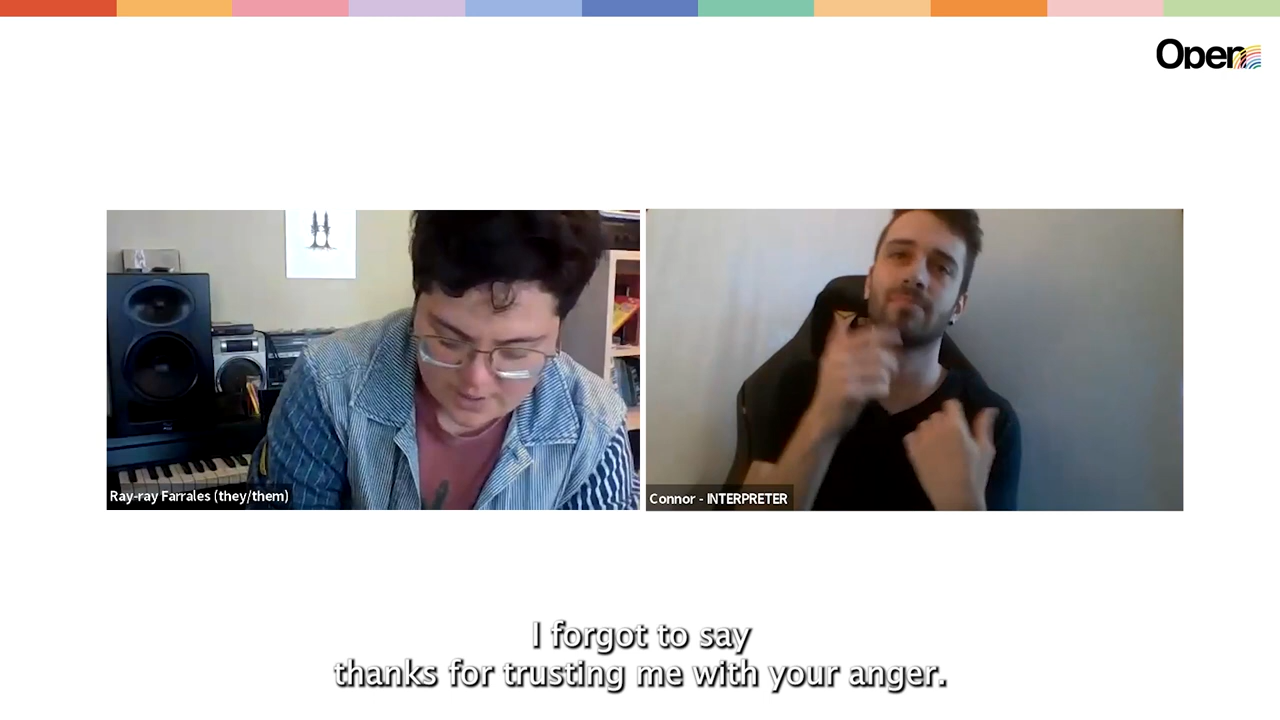 Open
Ray-ray Farrales (they/them)
Connor - INTERPRETER
I forgot to say
thanks for trusting me with your anger.